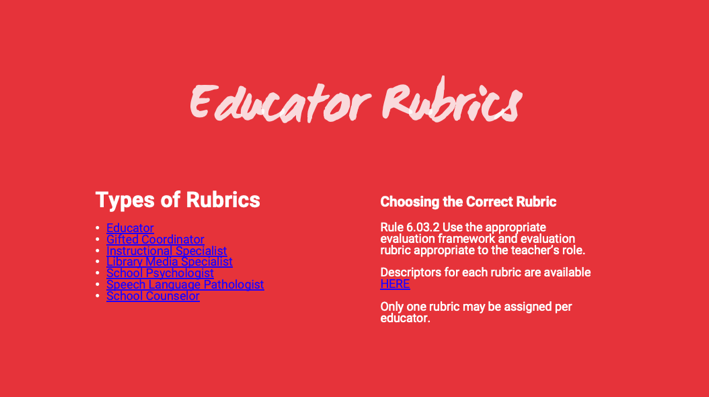 Educator Rubrics
Types of Rubrics
• Educator
• Gifted Coordinator
• Instructional Specialist
• Library Media Specialist
• School Psychologist
• Speech Language Pathologist
• School Counselor
Choosing the Correct Rubric
Rule 6.03.2 Use the appropriate
evaluation framework and evaluation
rubric appropriate to the teacher's role.
Descriptors for each rubric are available
HERE
Only one rubric may be assigned per
educator.